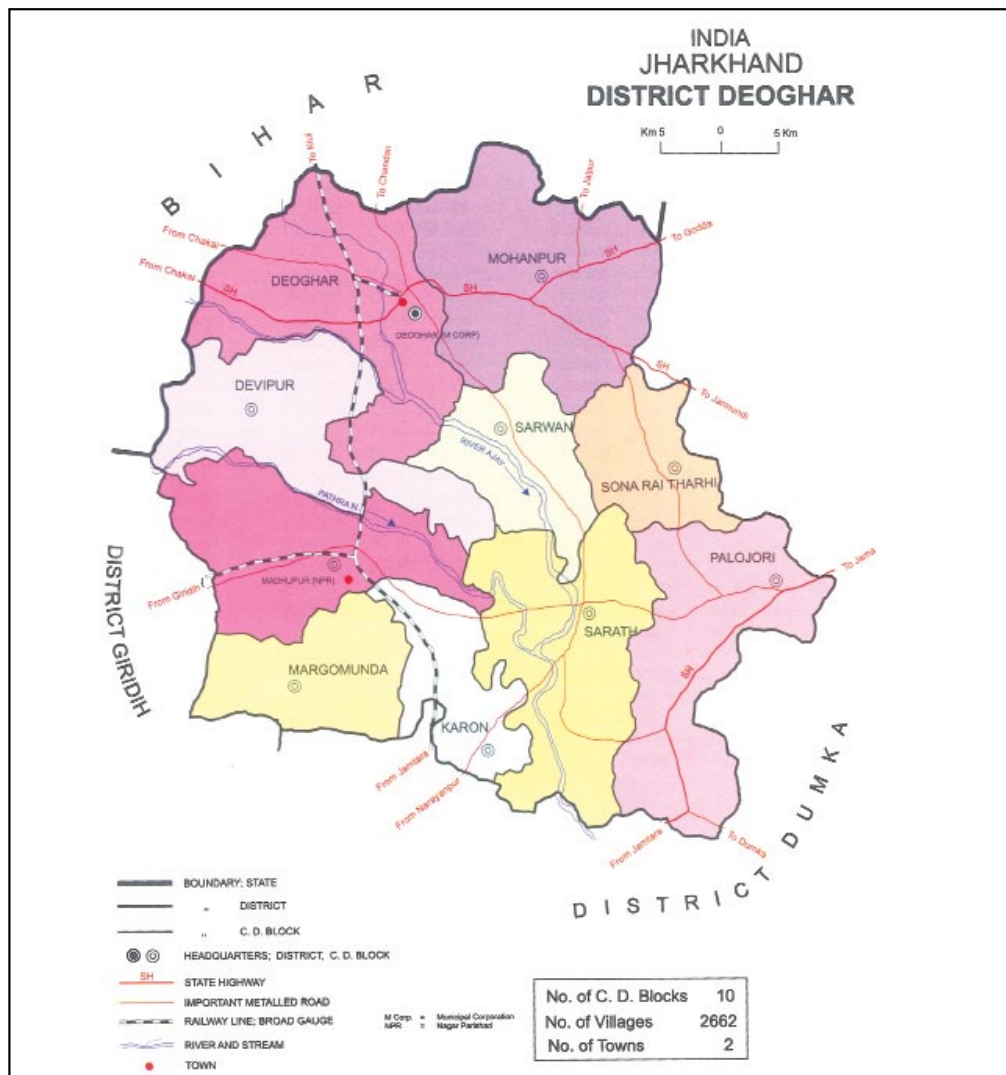 INDIA
JHARKHAND
DISTRICT DEOGHAR
Km 5 0 5 Km
BIHAR
To Kiul
To Chandan
To Jaipur
To Godda
SH
From Chakai
From Chakai
SH
DEOGHAR
MOHANPUR
SH
DEOGHAR (M CORP)
SH
To Jarmundi
DEVIPUR
SARWAN
RIVER AJAY
SONA RAI THARHI
PATHRA N.
PALOJORI
To Jama
DISTRICT GIRIDIH
From Giridih
MADHUPUR (NPR)
SARATH
MARGOMUNDA
SH
KARON
From Jamtara
From Narayanpur
From Jamtara
To Dumka
DISTRICT DUMKA
BOUNDARY; STATE
„ DISTRICT
„ C. D. BLOCK
HEADQUARTERS; DISTRICT, C. D. BLOCK
SH STATE HIGHWAY
IMPORTANT METALLED ROAD
RAILWAY LINE; BROAD GAUGE
RIVER AND STREAM
TOWN
M Corp. = Municipal Corporation
NPR = Nagar Parishad
No. of C. D. Blocks 10
No. of Villages 2662
No. of Towns 2